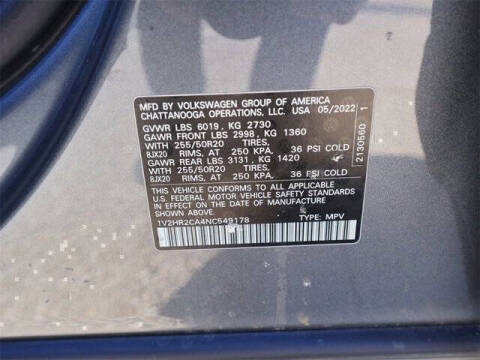 MFD BY VOLKSWAGEN GROUP OF AMERICA
CHATTANOOGA OPERATIONS, LLC. USA 05/2022
GVWR LBS 6019, KG 2730
GAWR FRONT LBS 2998, KG 1360
WITH 255/50R20 TIRES,
8JX20 RIMS, AT 250 KPA, 36 PSI COLD
GAWR REAR LBS 3131, KG 1420
WITH 255/50R20 TIRES,
8JX20 RIMS, AT 250 KPA. 36 PSI COLD
THIS VEHICLE CONFORMS TO ALL APPLICABLE
U.S. FEDERAL MOTOR VEHICLE SAFETY STANDARDS
IN EFFECT ON THE DATE OF MANUFACTURE
SHOWN ABOVE.
1V2HR2CA4NC549178 TYPE: MPV
2130560 1